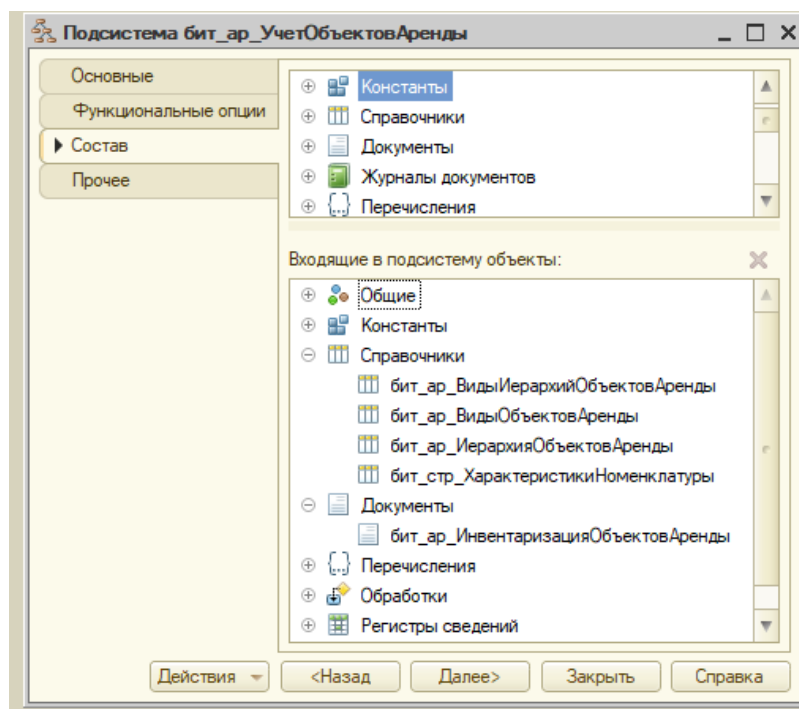 Подсистема бит_ар_УчетОбъектовАренды
Основные
Функциональные опции
Состав
Прочее
Константы
Справочники
Документы
Журналы документов
Перечисления
Входящие в подсистему объекты:
Общие
Константы
Справочники
бит_ар_ВидыИерархийОбъектовАренды
бит_ар_ВидыОбъектовАренды
бит_ар_ИерархияОбъектовАренды
бит_стр_ХарактеристикиНоменклатуры
Документы
бит_ар_ИнвентаризацияОбъектовАренды
Перечисления
Обработки
Регистры сведений
Действия <Назад Далее> Закрыть Справка